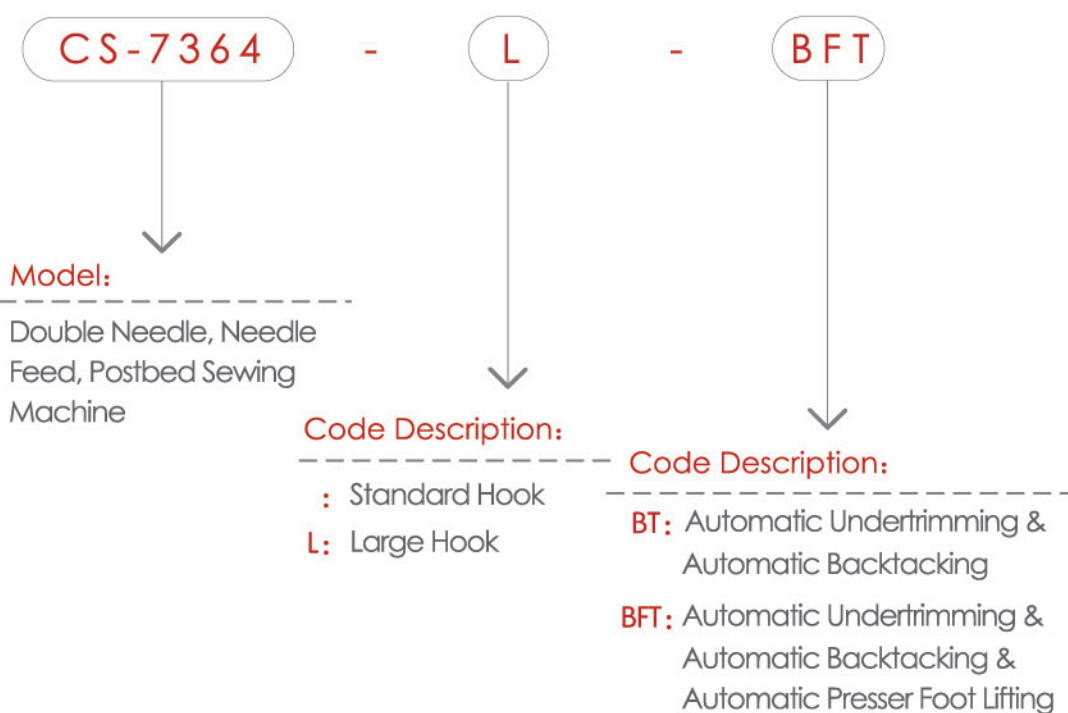 CS-7364 - L - BFT
Model:
Double Needle, Needle
Feed, Postbed Sewing
Machine
Code Description:
: Standard Hook
L: Large Hook
Code Description:
BT: Automatic Undertrimming &
Automatic Backtacking
BFT: Automatic Undertrimming &
Automatic Backtacking &
Automatic Presser Foot Lifting